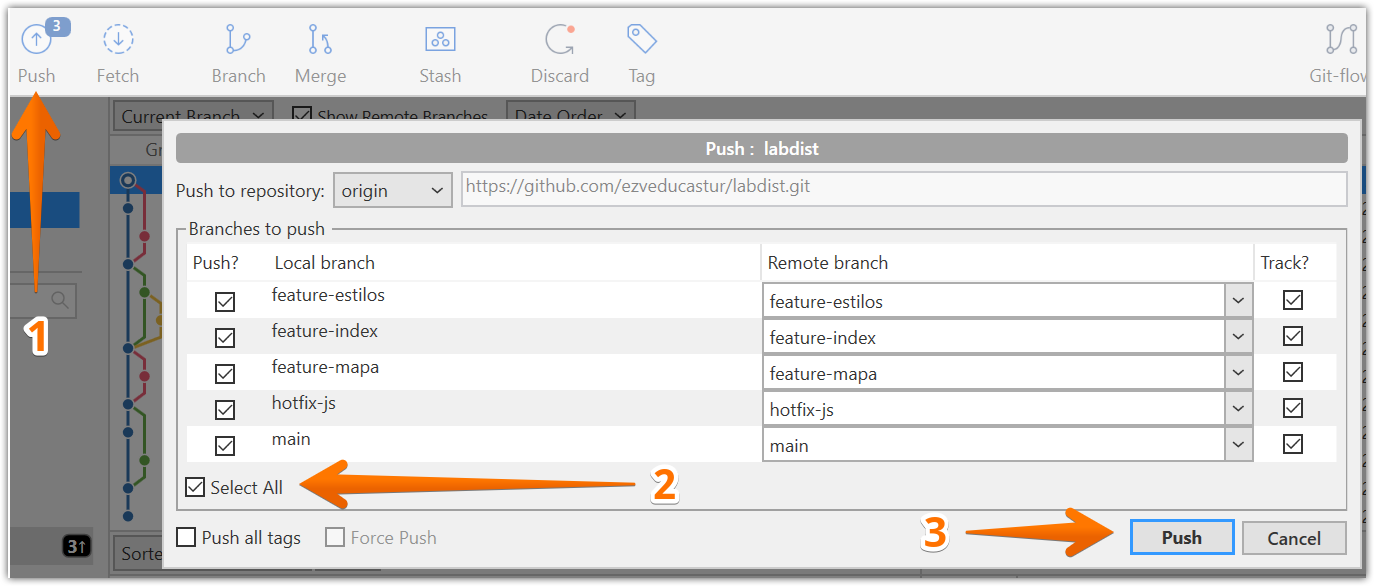 3
Push Fetch Branch Merge Stash Discard Tag Git-flow
Current Branch Show Remote Branches Date Order
Gr
Push : labdist
Push to repository: origin https://github.com/ezveducastur/labdist.git
Branches to push
Push? Local branch Remote branch Track?
feature-estilos feature-estilos
feature-index feature-index
feature-mapa feature-mapa
hotfix-js hotfix-js
main main
Select All
Push all tags Force Push
Push Cancel
1
2
3
3↑
Sorte